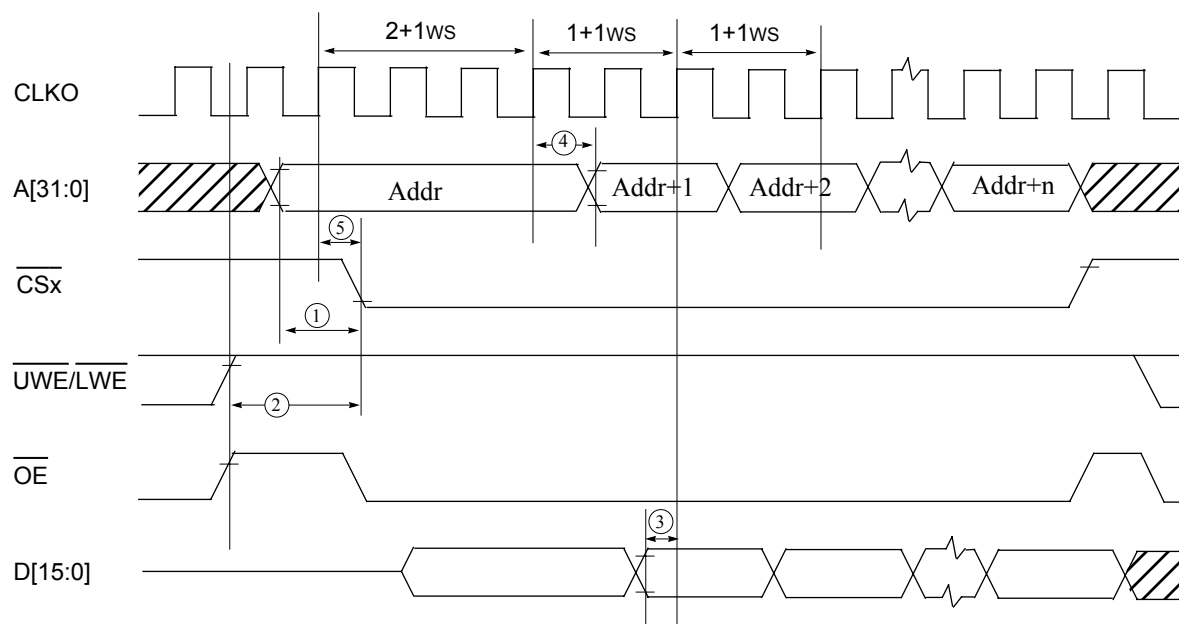 2+1ws 1+1ws 1+1ws
CLKO
4
A[31:0] Addr Addr+1 Addr+2 Addr+n
5
CSx
1
UWE/LWE
2
OE
3
D[15:0]